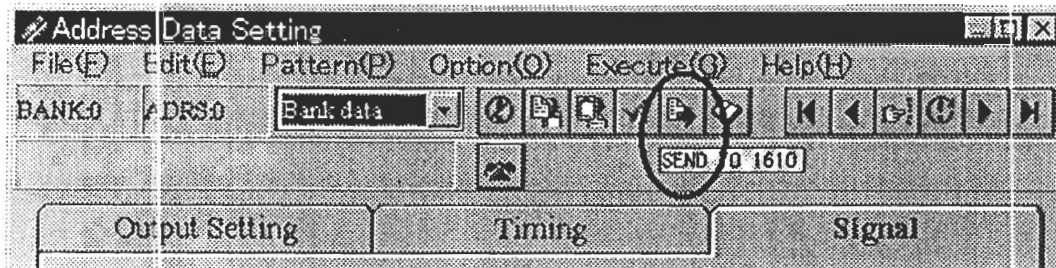 Address Data Setting
File(F) Edit(E) Pattern(P) Option(O) Execute(G) Help(H)
BANK:0 ADRS:0 Bank data
SEND TO 1610
Output Setting Timing Signal